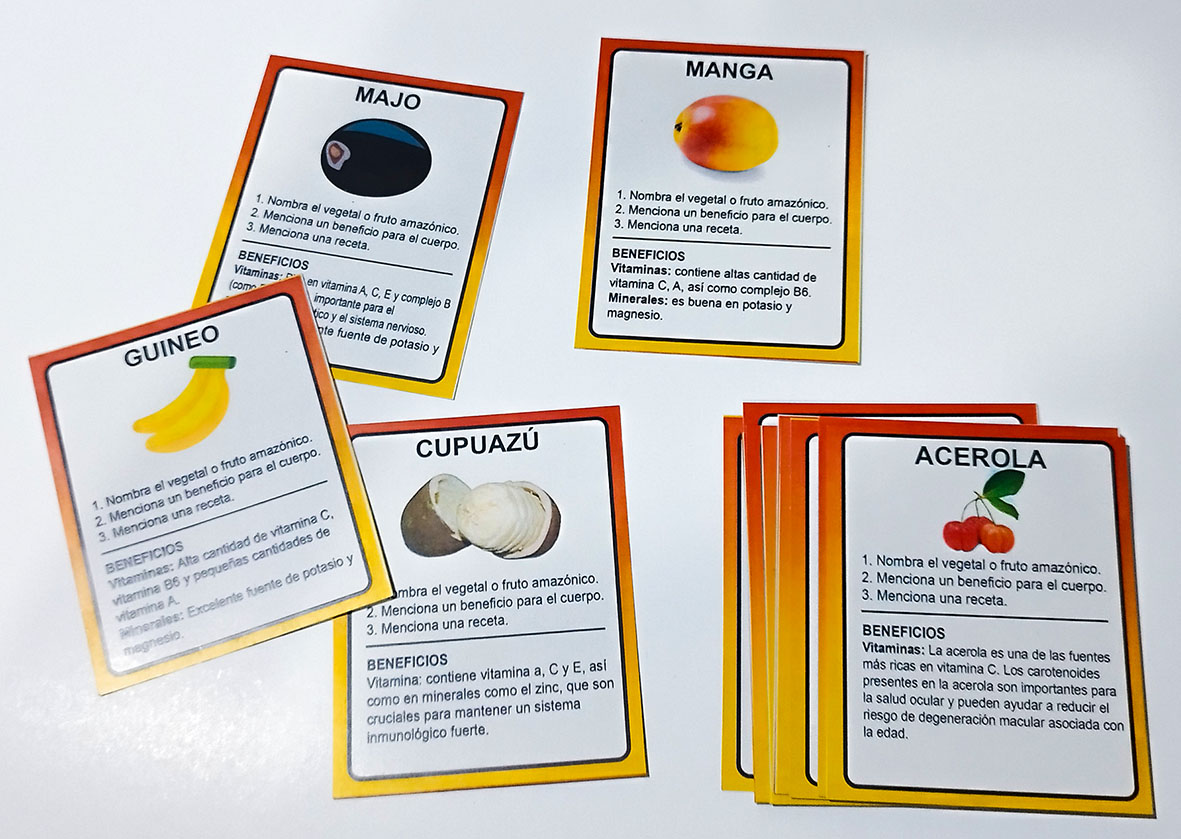 MAJO
1. Nombra el vegetal o fruto amazónico.
2. Menciona un beneficio para el cuerpo.
3. Menciona una receta.
BENEFICIOS
Vitaminas: en vitamina A, C, E y complejo B
(como importante para el
y el sistema nervioso.
fuente de potasio y
MANGA
1. Nombra el vegetal o fruto amazónico.
2. Menciona un beneficio para el cuerpo.
3. Menciona una receta.
BENEFICIOS
Vitaminas: contiene altas cantidad de
vitamina C, A, así como complejo B6.
Minerales: es buena en potasio y
magnesio.
GUINEO
1. Nombra el vegetal o fruto amazónico.
2. Menciona un beneficio para el cuerpo.
3. Menciona una receta.
BENEFICIOS
Vitaminas: Alta cantidad de vitamina C,
vitamina B6 y pequeñas cantidades de
vitamina A.
Minerales: Excelente fuente de potasio y
magnesio.
CUPUAZÚ
el vegetal o fruto amazónico.
2. Menciona un beneficio para el cuerpo.
3. Menciona una receta.
BENEFICIOS
Vitamina: contiene vitamina a, C y E, así
como en minerales como el zinc, que son
cruciales para mantener un sistema
inmunológico fuerte.
ACEROLA
1. Nombra el vegetal o fruto amazónico.
2. Menciona un beneficio para el cuerpo.
3. Menciona una receta.
BENEFICIOS
Vitaminas: La acerola es una de las fuentes
más ricas en vitamina C. Los carotenoides
presentes en la acerola son importantes para
la salud ocular y pueden ayudar a reducir el
riesgo de degeneración macular asociada con
la edad.